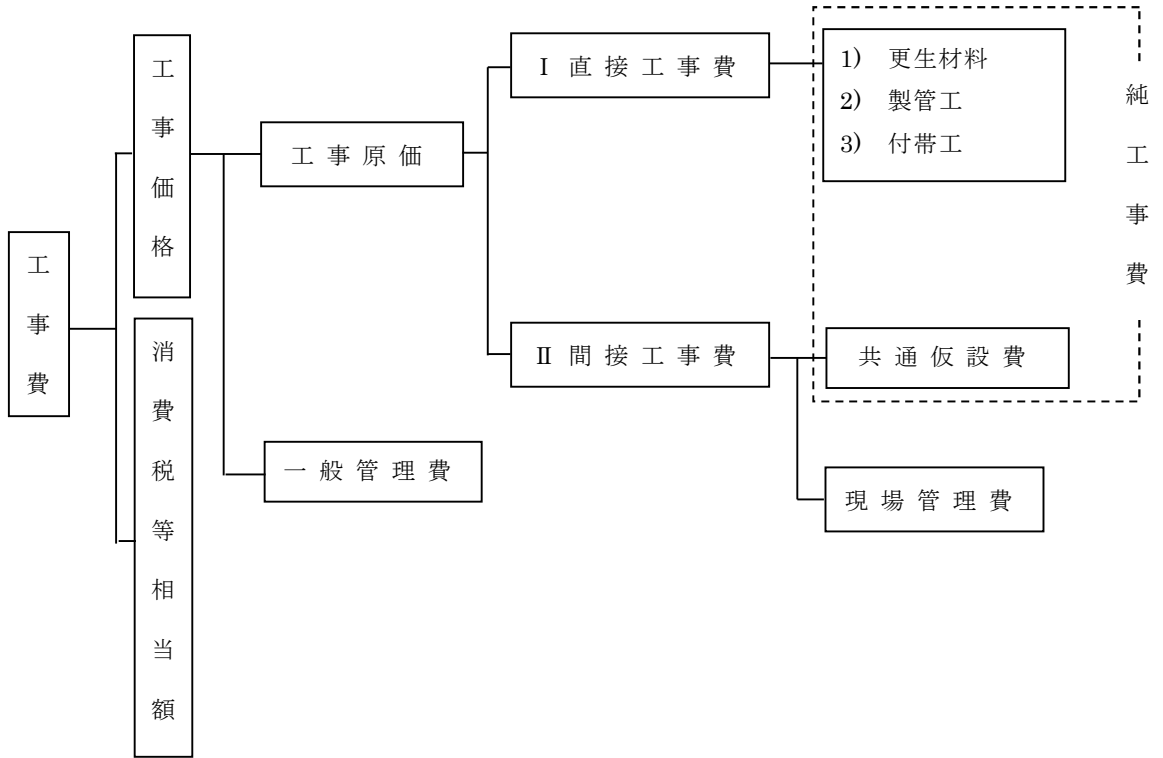 工事費
工事価格
消費税等相当額
工事原価
一般管理費
Ⅰ 直接工事費
Ⅱ 間接工事費
1) 更生材料
2) 製管工
3) 付帯工
共通仮設費
現場管理費
純工事費